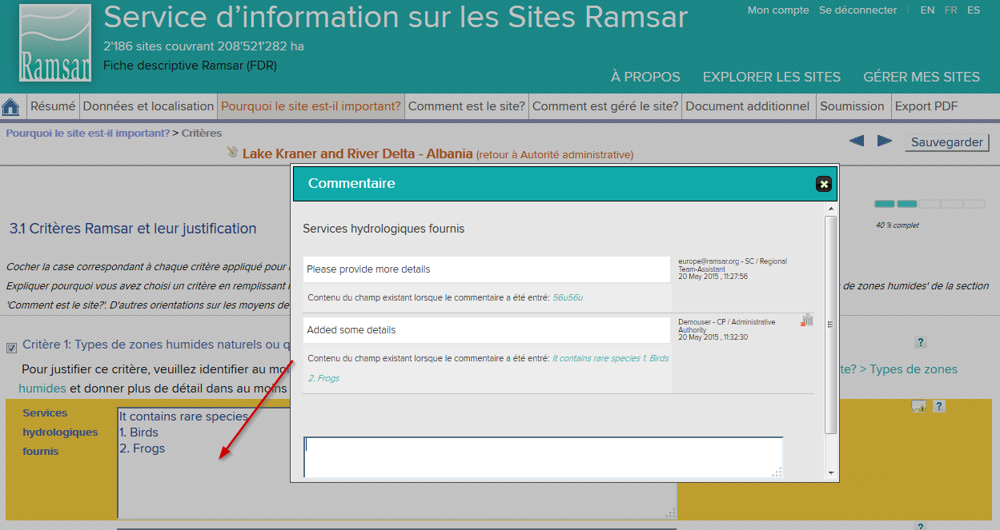 Service d'information sur les Sites Ramsar
Mon compte Se déconnecter EN FR ES
2'186 sites couvrant 208'521'282 ha
Ramsar
Fiche descriptive Ramsar (FDR)
À PROPOS EXPLORER LES SITES GÉRER MES SITES
Résumé Données et localisation Pourquoi le site est-il important? Comment est le site? Comment est géré le site? Document additionnel Soumission Export PDF
Pourquoi le site est-il important? > Critères
Sauvegarder
Lake Kraner and River Delta - Albania (retour à Autorité administrative)
Commentaire
40 % complet
3.1 Critères Ramsar et leur justification
Services hydrologiques fournis
Cocher la case correspondant à chaque critère appliqué pour
Please provide more details
europe@ramsar.org - SC / Regional
Team-Assistant
20 May 2015 , 11:27:56
Expliquer pourquoi vous avez choisi un critère en remplissant
de zones humides' de la section
Contenu du champ existant lorsque le commentaire a été entré: 56u56u
'Comment est le site?'. D'autres orientations sur les moyens de
Added some details
Demouser - CP / Administrative
Authority
20 May 2015 , 11:32:30
Critère 1: Types de zones humides naturels ou q
?
Contenu du champ existant lorsque le commentaire a été entré: It contains rare species 1. Birds
2. Frogs
Pour justifier ce critère, veuillez identifier au moi
te? > Types de zones
humides et donner plus de détail dans au moins
Services
hydrologiques
fournis
It contains rare species
1. Birds
2. Frogs
?
?